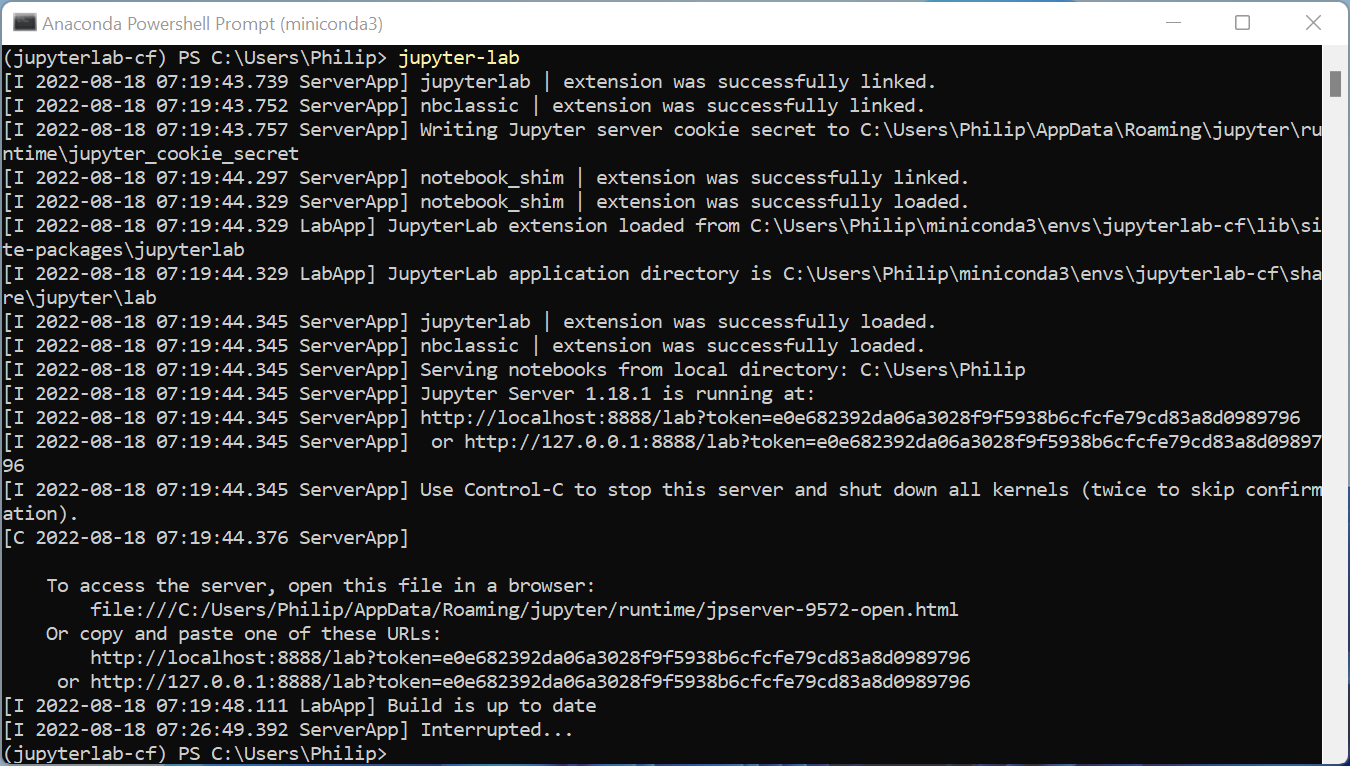 Anaconda Powershell Prompt (miniconda3)
(jupyterlab-cf) PS C:\Users\Philip> jupyter-lab
[I 2022-08-18 07:19:43.739 ServerApp] jupyterlab | extension was successfully linked.
[I 2022-08-18 07:19:43.752 ServerApp] nbclassic | extension was successfully linked.
[I 2022-08-18 07:19:43.757 ServerApp] Writing Jupyter server cookie secret to C:\Users\Philip\AppData\Roaming\jupyter\ru
ntime\jupyter_cookie_secret
[I 2022-08-18 07:19:44.297 ServerApp] notebook_shim | extension was successfully linked.
[I 2022-08-18 07:19:44.329 ServerApp] notebook_shim | extension was successfully loaded.
[I 2022-08-18 07:19:44.329 LabApp] JupyterLab extension loaded from C:\Users\Philip\miniconda3\envs\jupyterlab-cf\lib\si
te-packages\jupyterlab
[I 2022-08-18 07:19:44.329 LabApp] JupyterLab application directory is C:\Users\Philip\miniconda3\envs\jupyterlab-cf\sha
re\jupyter\lab
[I 2022-08-18 07:19:44.345 ServerApp] jupyterlab | extension was successfully loaded.
[I 2022-08-18 07:19:44.345 ServerApp] nbclassic | extension was successfully loaded.
[I 2022-08-18 07:19:44.345 ServerApp] Serving notebooks from local directory: C:\Users\Philip
[I 2022-08-18 07:19:44.345 ServerApp] Jupyter Server 1.18.1 is running at:
[I 2022-08-18 07:19:44.345 ServerApp] http://localhost:8888/lab?token=e0e682392da06a3028f9f5938b6cfcfe79cd83a8d0989796
[I 2022-08-18 07:19:44.345 ServerApp]  or http://127.0.0.1:8888/lab?token=e0e682392da06a3028f9f5938b6cfcfe79cd83a8d09897
96
[I 2022-08-18 07:19:44.345 ServerApp] Use Control-C to stop this server and shut down all kernels (twice to skip confirm
ation).
[C 2022-08-18 07:19:44.376 ServerApp]
To access the server, open this file in a browser:
file:///C:/Users/Philip/AppData/Roaming/jupyter/runtime/jpserver-9572-open.html
Or copy and paste one of these URLs:
http://localhost:8888/lab?token=e0e682392da06a3028f9f5938b6cfcfe79cd83a8d0989796
or http://127.0.0.1:8888/lab?token=e0e682392da06a3028f9f5938b6cfcfe79cd83a8d0989796
[I 2022-08-18 07:19:48.111 LabApp] Build is up to date
[I 2022-08-18 07:26:49.392 ServerApp] Interrupted...
(jupyterlab-cf) PS C:\Users\Philip>